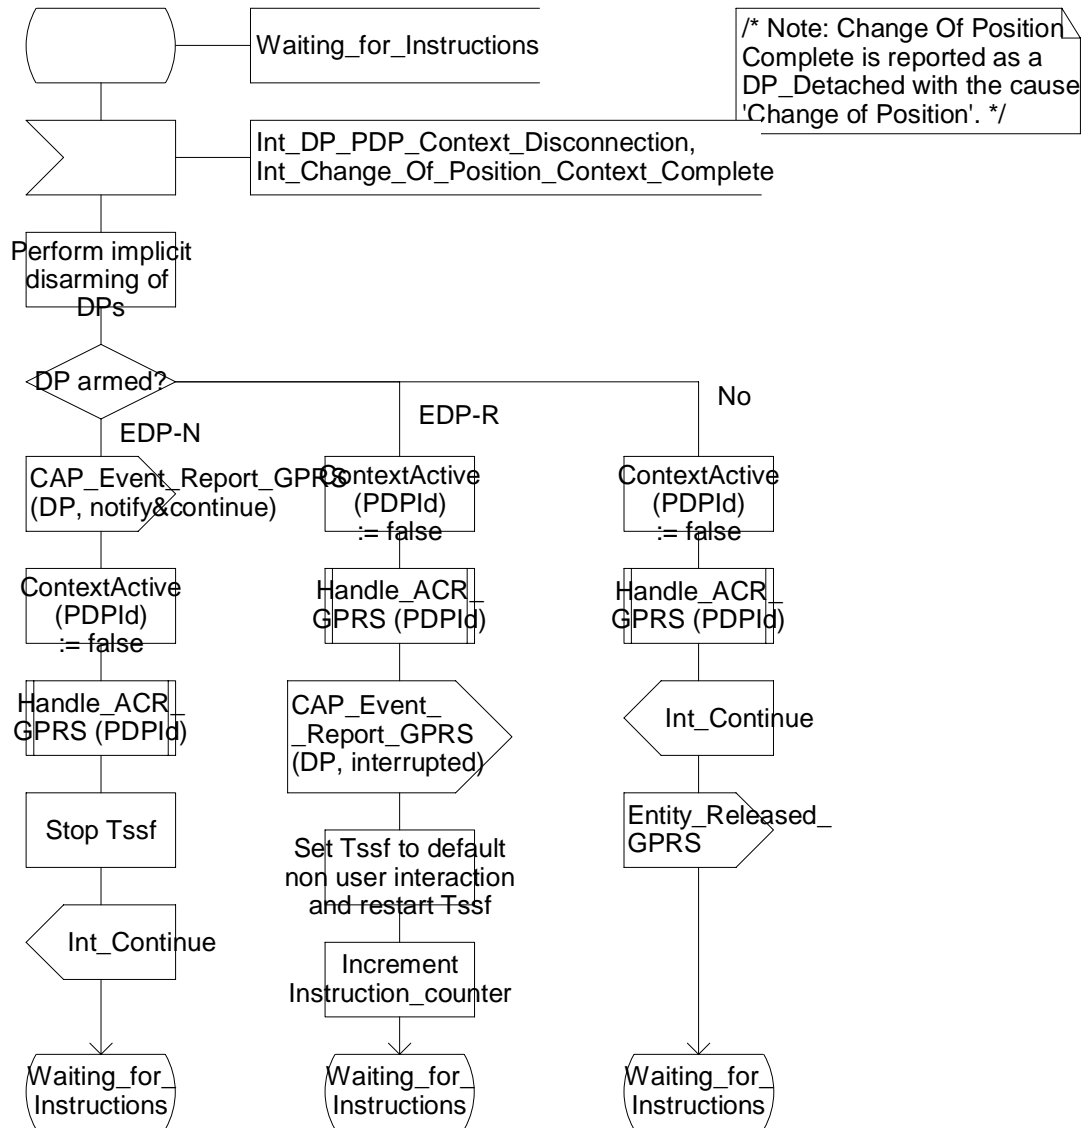 Waiting_for_Instructions
/* Note: Change Of Position
Complete is reported as a
DP_Detached with the cause
'Change of Position'. */
Int_DP_PDP_Context_Disconnection,
Int_Change_Of_Position_Context_Complete
Perform implicit
disarming of
DPs
DP armed?
EDP-N
EDP-R
No
CAP_Event_Report_GPRS
(DP, notify&continue)
ContextActive
(PDPId)
:= false
Handle_ACR_
GPRS (PDPId)
Stop Tssf
Int_Continue
Waiting_for_
Instructions
ContextActive
(PDPId)
:= false
Handle_ACR_
GPRS (PDPId)
CAP_Event_
_Report_GPRS
(DP, interrupted)
Set Tssf to default
non user interaction
and restart Tssf
Increment
Instruction_counter
Waiting_for_
Instructions
ContextActive
(PDPId)
:= false
Handle_ACR_
GPRS (PDPId)
Int_Continue
Entity_Released_
GPRS
Waiting_for_
Instructions